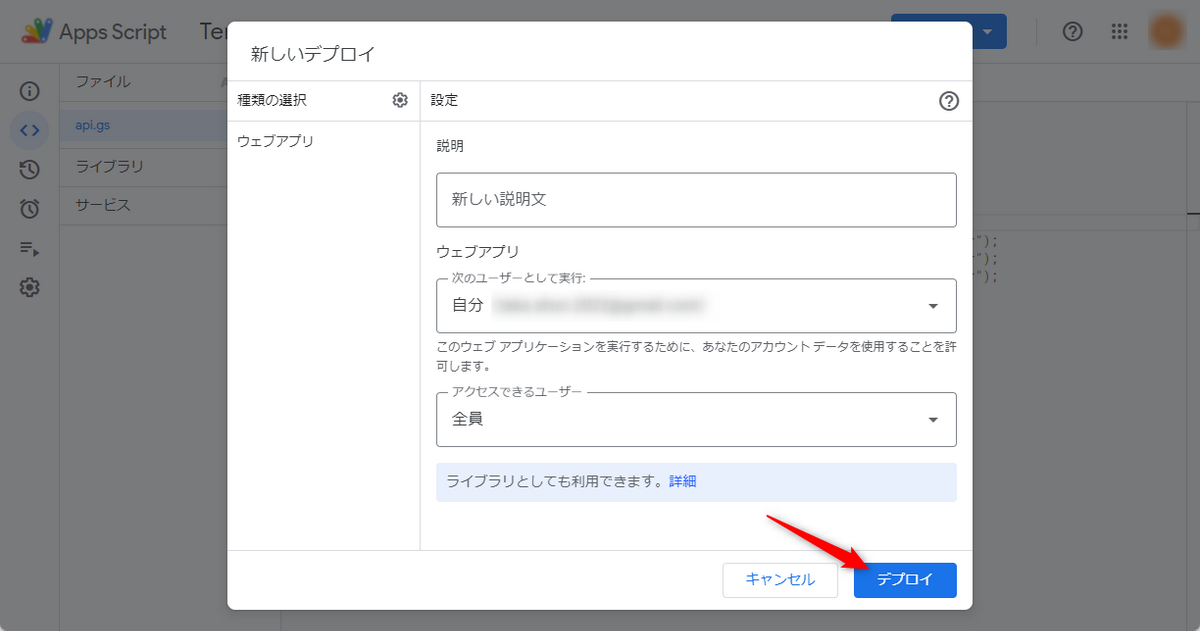 Apps Script
新しいデプロイ
ファイル
api.gs
ライブラリ
サービス
種類の選択
ウェブアプリ
設定
説明
新しい説明文
ウェブアプリ
次のユーザーとして実行:
自分
このウェブ アプリケーションを実行するために、あなたのアカウント データを使用することを許
可します。
アクセスできるユーザー
全員
ライブラリとしても利用できます。詳細
キャンセル
デプロイ
");
");
");